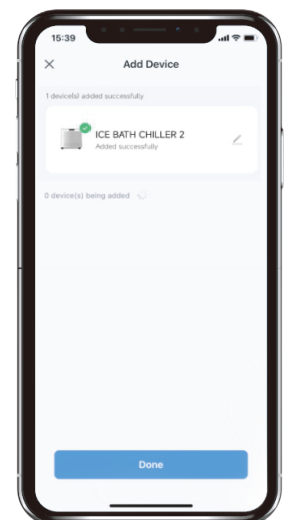 15:39
Add Device
1 device(s) added successfully
ICE BATH CHILLER 2
Added successfully
0 device(s) being added
Done